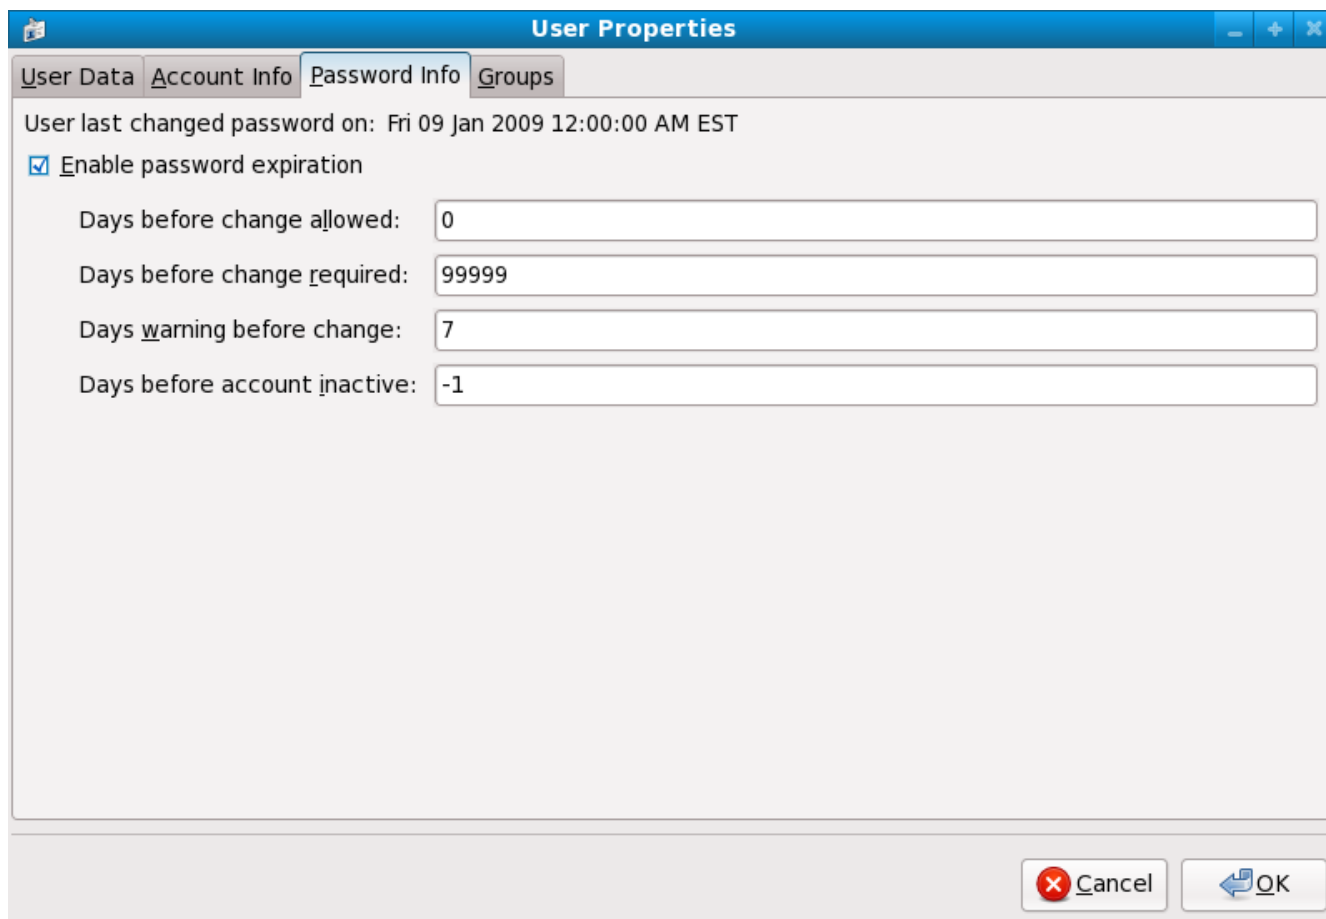 User Properties
User Data Account Info Password Info Groups
User last changed password on: Fri 09 Jan 2009 12:00:00 AM EST
Enable password expiration
Days before change allowed: 0
Days before change required: 99999
Days warning before change: 7
Days before account inactive: -1
Cancel OK